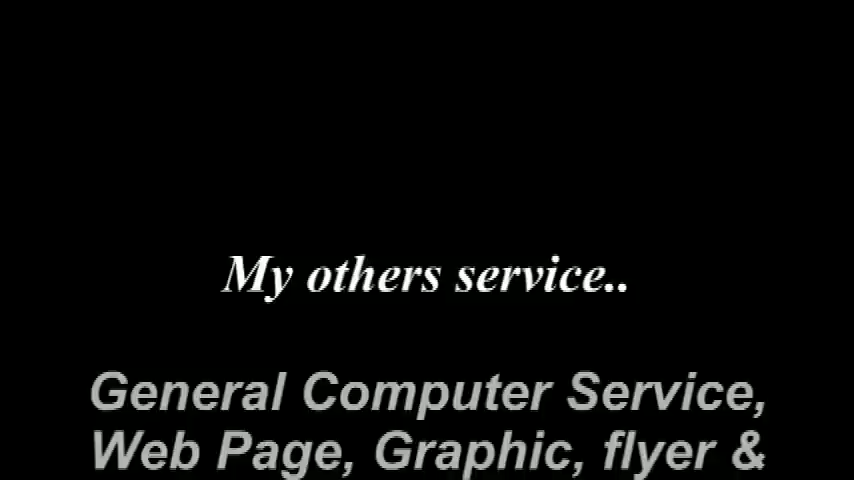 My others service..
General Computer Service,
Web Page, Graphic, flyer &